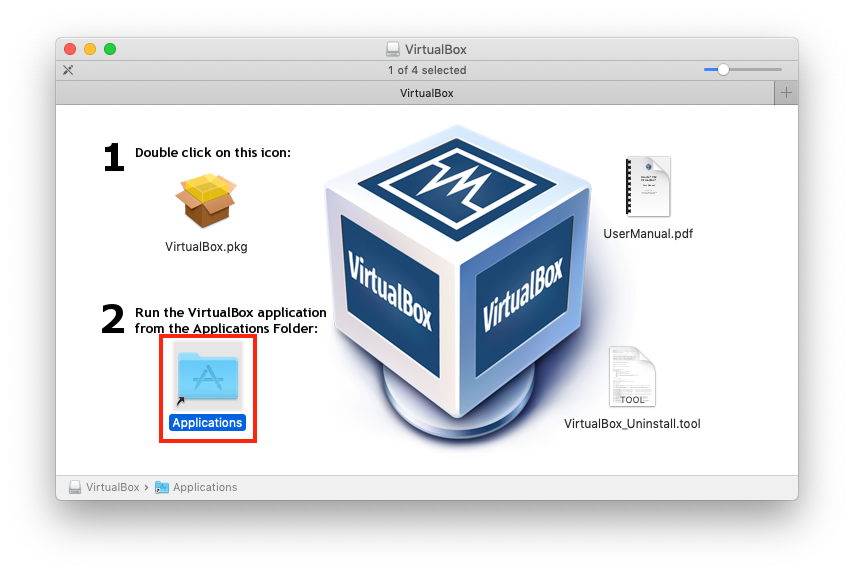 VirtualBox
1 of 4 selected
VirtualBox
1 Double click on this icon:
VirtualBox.pkg
2 Run the VirtualBox application
from the Applications Folder:
Applications
VirtualBox
VirtualBox
UserManual.pdf
TOOL
VirtualBox_Uninstall.tool
VirtualBox › Applications